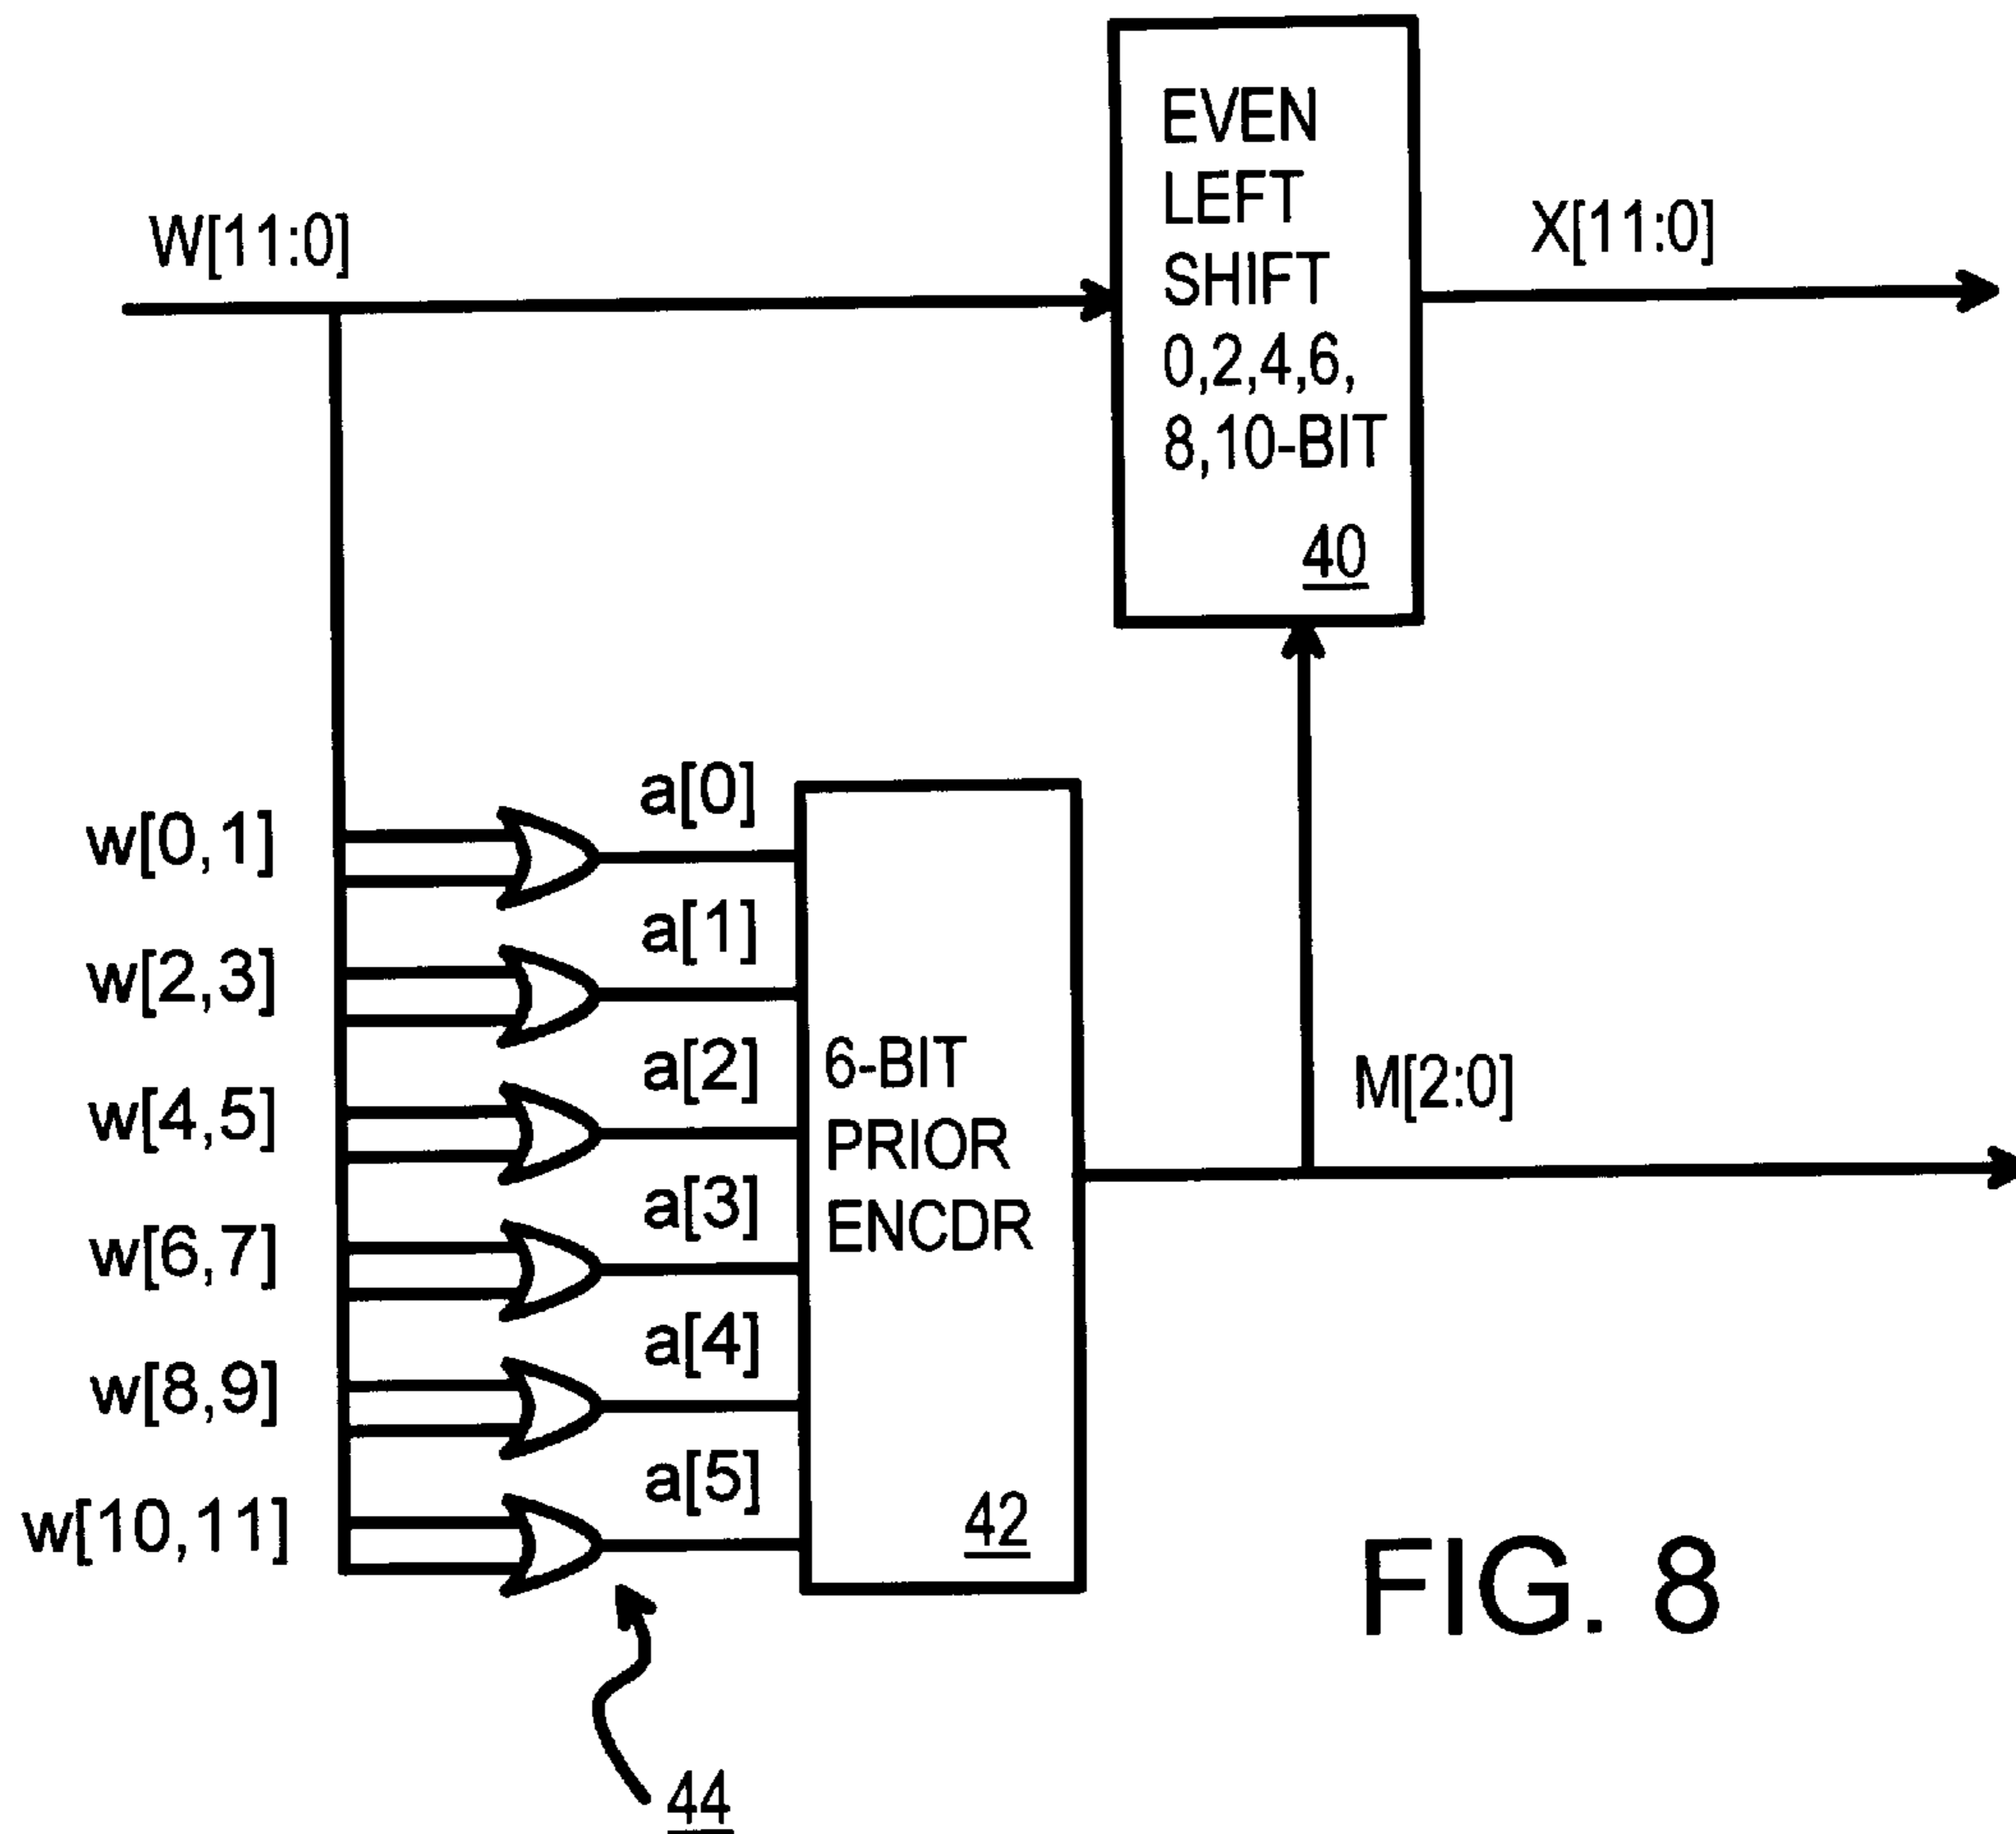 EVEN
LEFT
SHIFT
0,2,4,6,
8,10-BIT
40
W[11:0]
X[11:0]
w[0,1]
a[0]
w[2,3]
a[1]
w[4,5]
a[2]
w[6,7]
a[3]
w[8,9]
a[4]
w[10,11]
a[5]
6-BIT
PRIOR
ENCDR
42
M[2:0]
44
FIG. 8